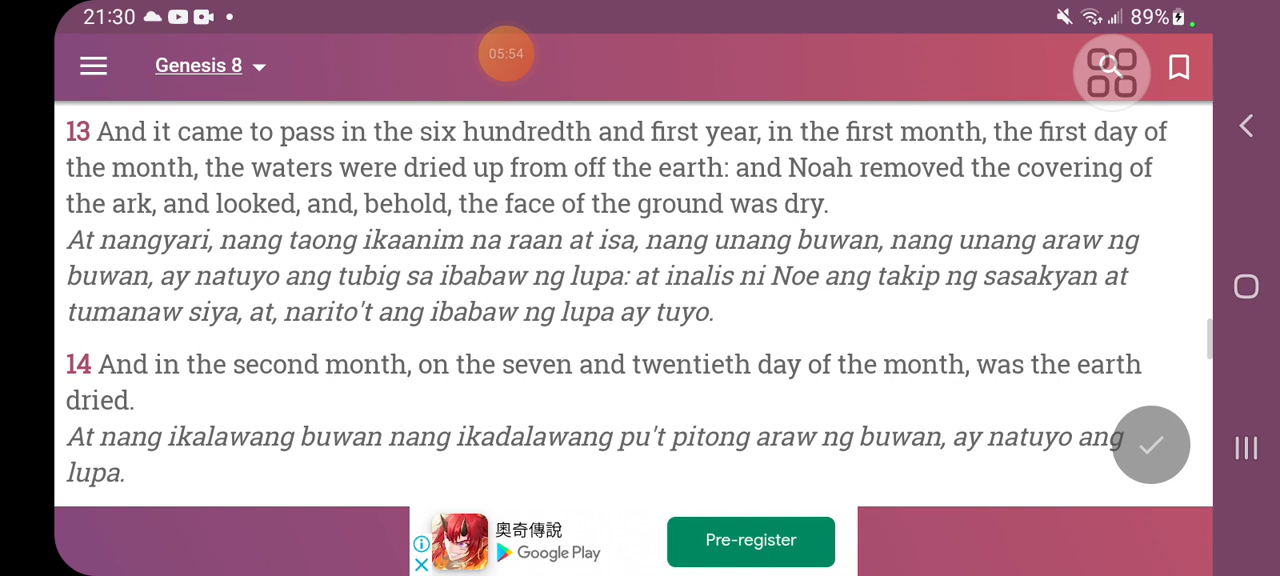 21:30
89%
05:54
Genesis 8
13 And it came to pass in the six hundredth and first year, in the first month, the first day of
the month, the waters were dried up from off the earth: and Noah removed the covering of
the ark, and looked, and, behold, the face of the ground was dry.
At nangyari, nang taong ikaanim na raan at isa, nang unang buwan, nang unang araw ng
buwan, ay natuyo ang tubig sa ibabaw ng lupa: at inalis ni Noe ang takip ng sasakyan at
tumanaw siya, at, narito't ang ibabaw ng lupa ay tuyo.
14 And in the second month, on the seven and twentieth day of the month, was the earth
dried.
At nang ikalawang buwan nang ikadalawang pu't pitong araw ng buwan, ay natuyo ang
lupa.
奧奇傳說
Google Play
Pre-register